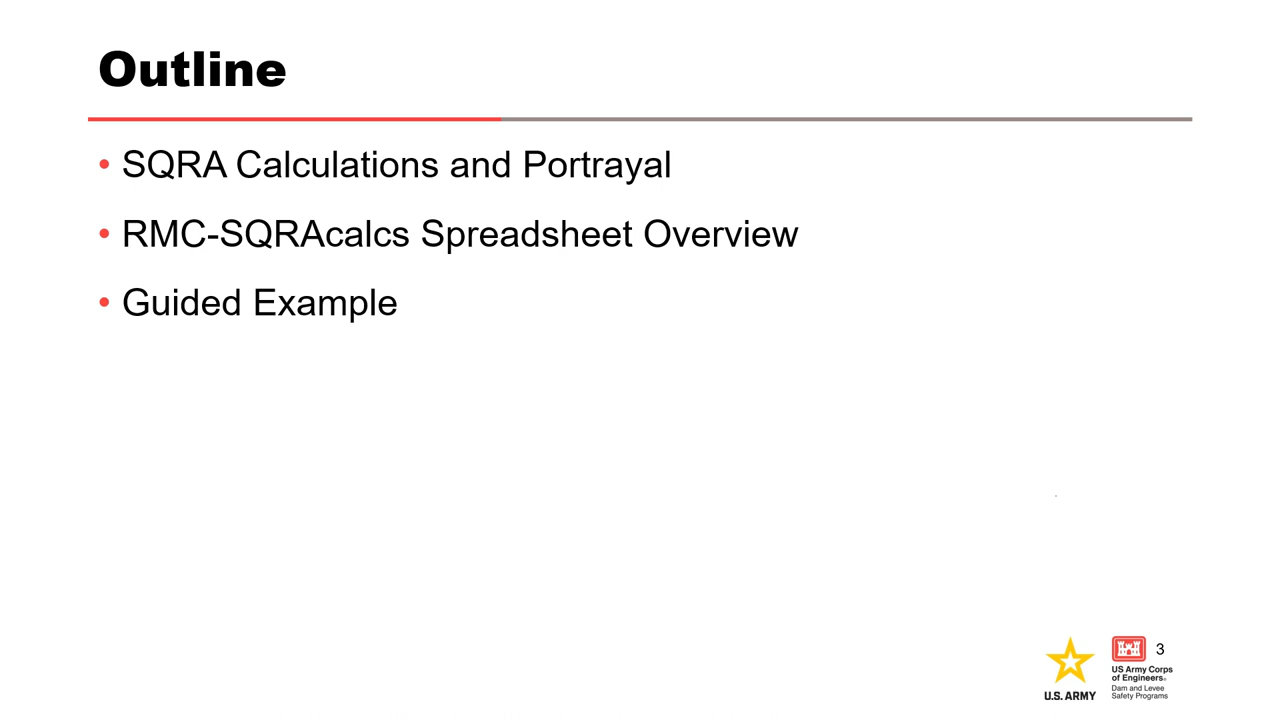 Outline
• SQRA Calculations and Portrayal
• RMC-SQRAcalcs Spreadsheet Overview
• Guided Example
3
U.S. ARMY
US Army Corps
of Engineers®
Dam and Levee
Safety Programs